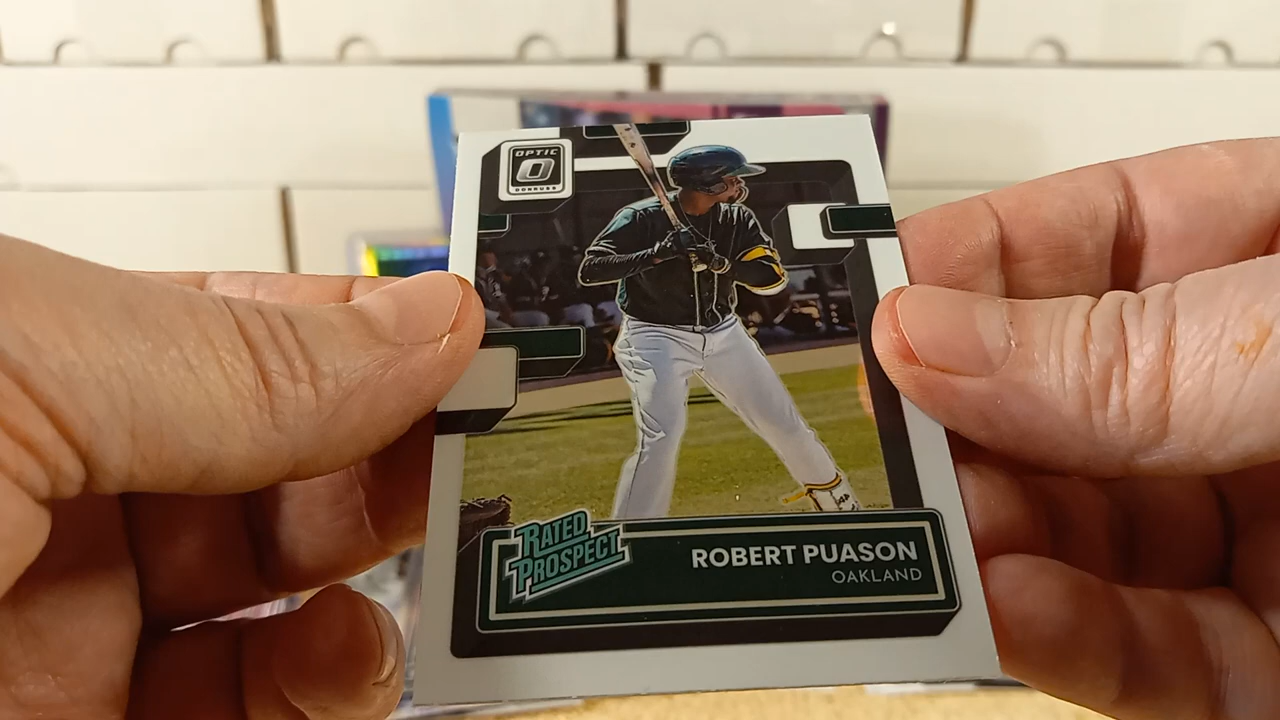 OPTIC
DONRUSS
RATED
PROSPECT
ROBERT PUASON
OAKLAND